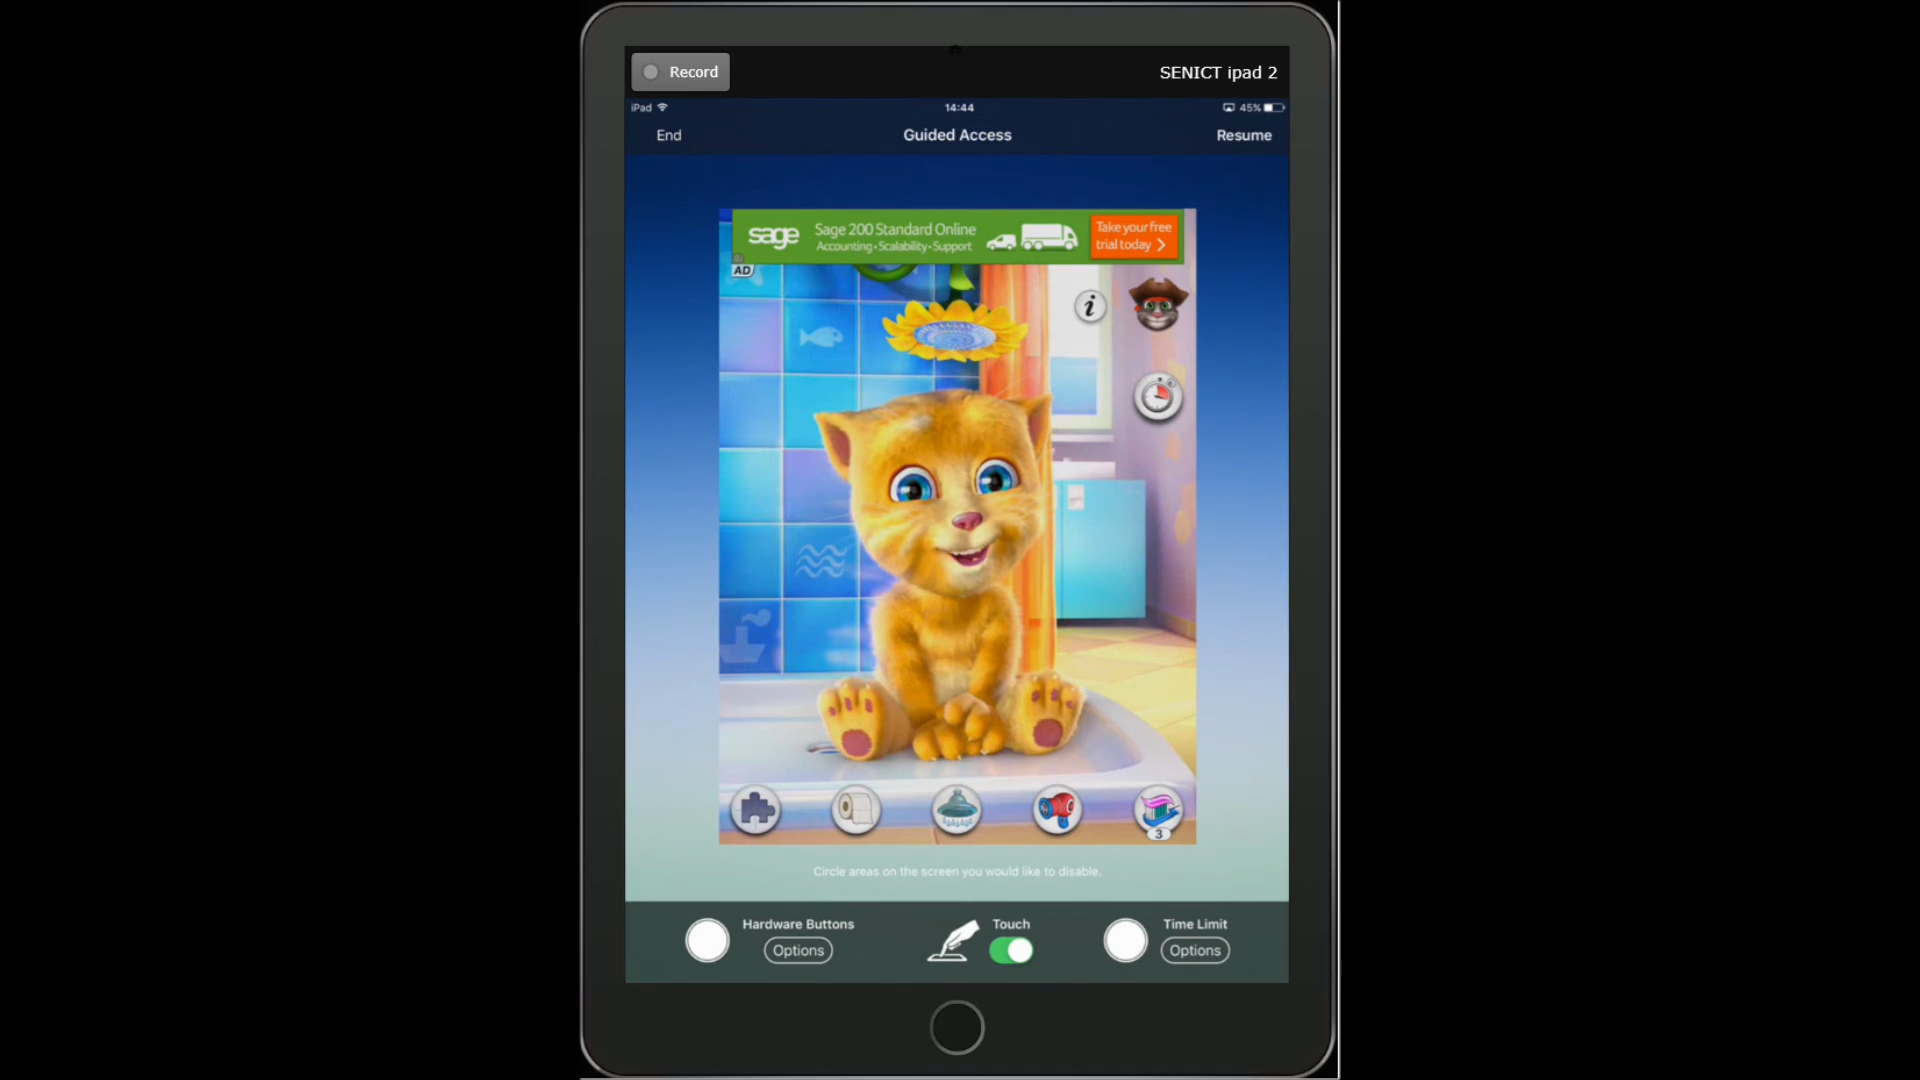 Record
SENICT ipad 2
iPad 14:44 45%
End Guided Access Resume
sage Sage 200 Standard Online
Accounting • Scalability • Support
Take your free
trial today
AD
i
3
Circle areas on the screen you would like to disable.
Hardware Buttons
Options
Touch
Time Limit
Options